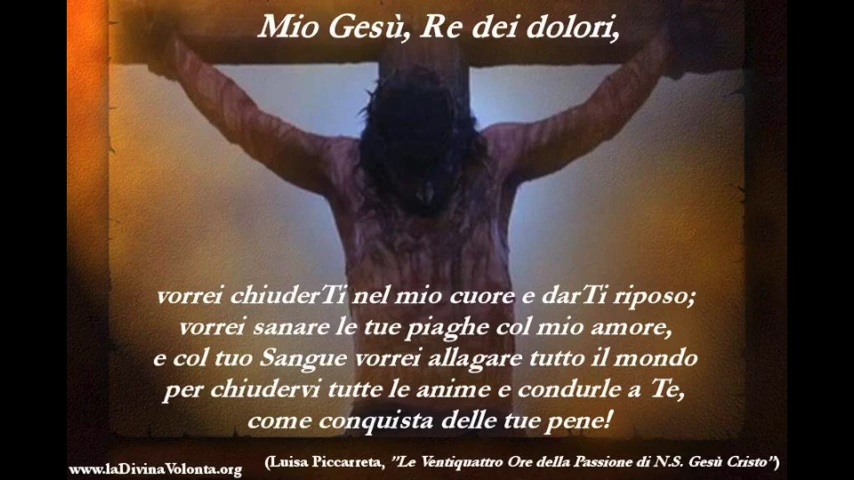 Mio Gesù, Re dei dolori,
vorrei chiuderTi nel mio cuore e darTi riposo;
vorrei sanare le tue piaghe col mio amore,
e col tuo Sangue vorrei allagare tutto il mondo
per chiudervi tutte le anime e condurle a Te,
come conquista delle tue pene!
www.laDivinaVolonta.org
(Luisa Piccarreta, "Le Ventiquattro Ore della Passione di N.S. Gesù Cristo")